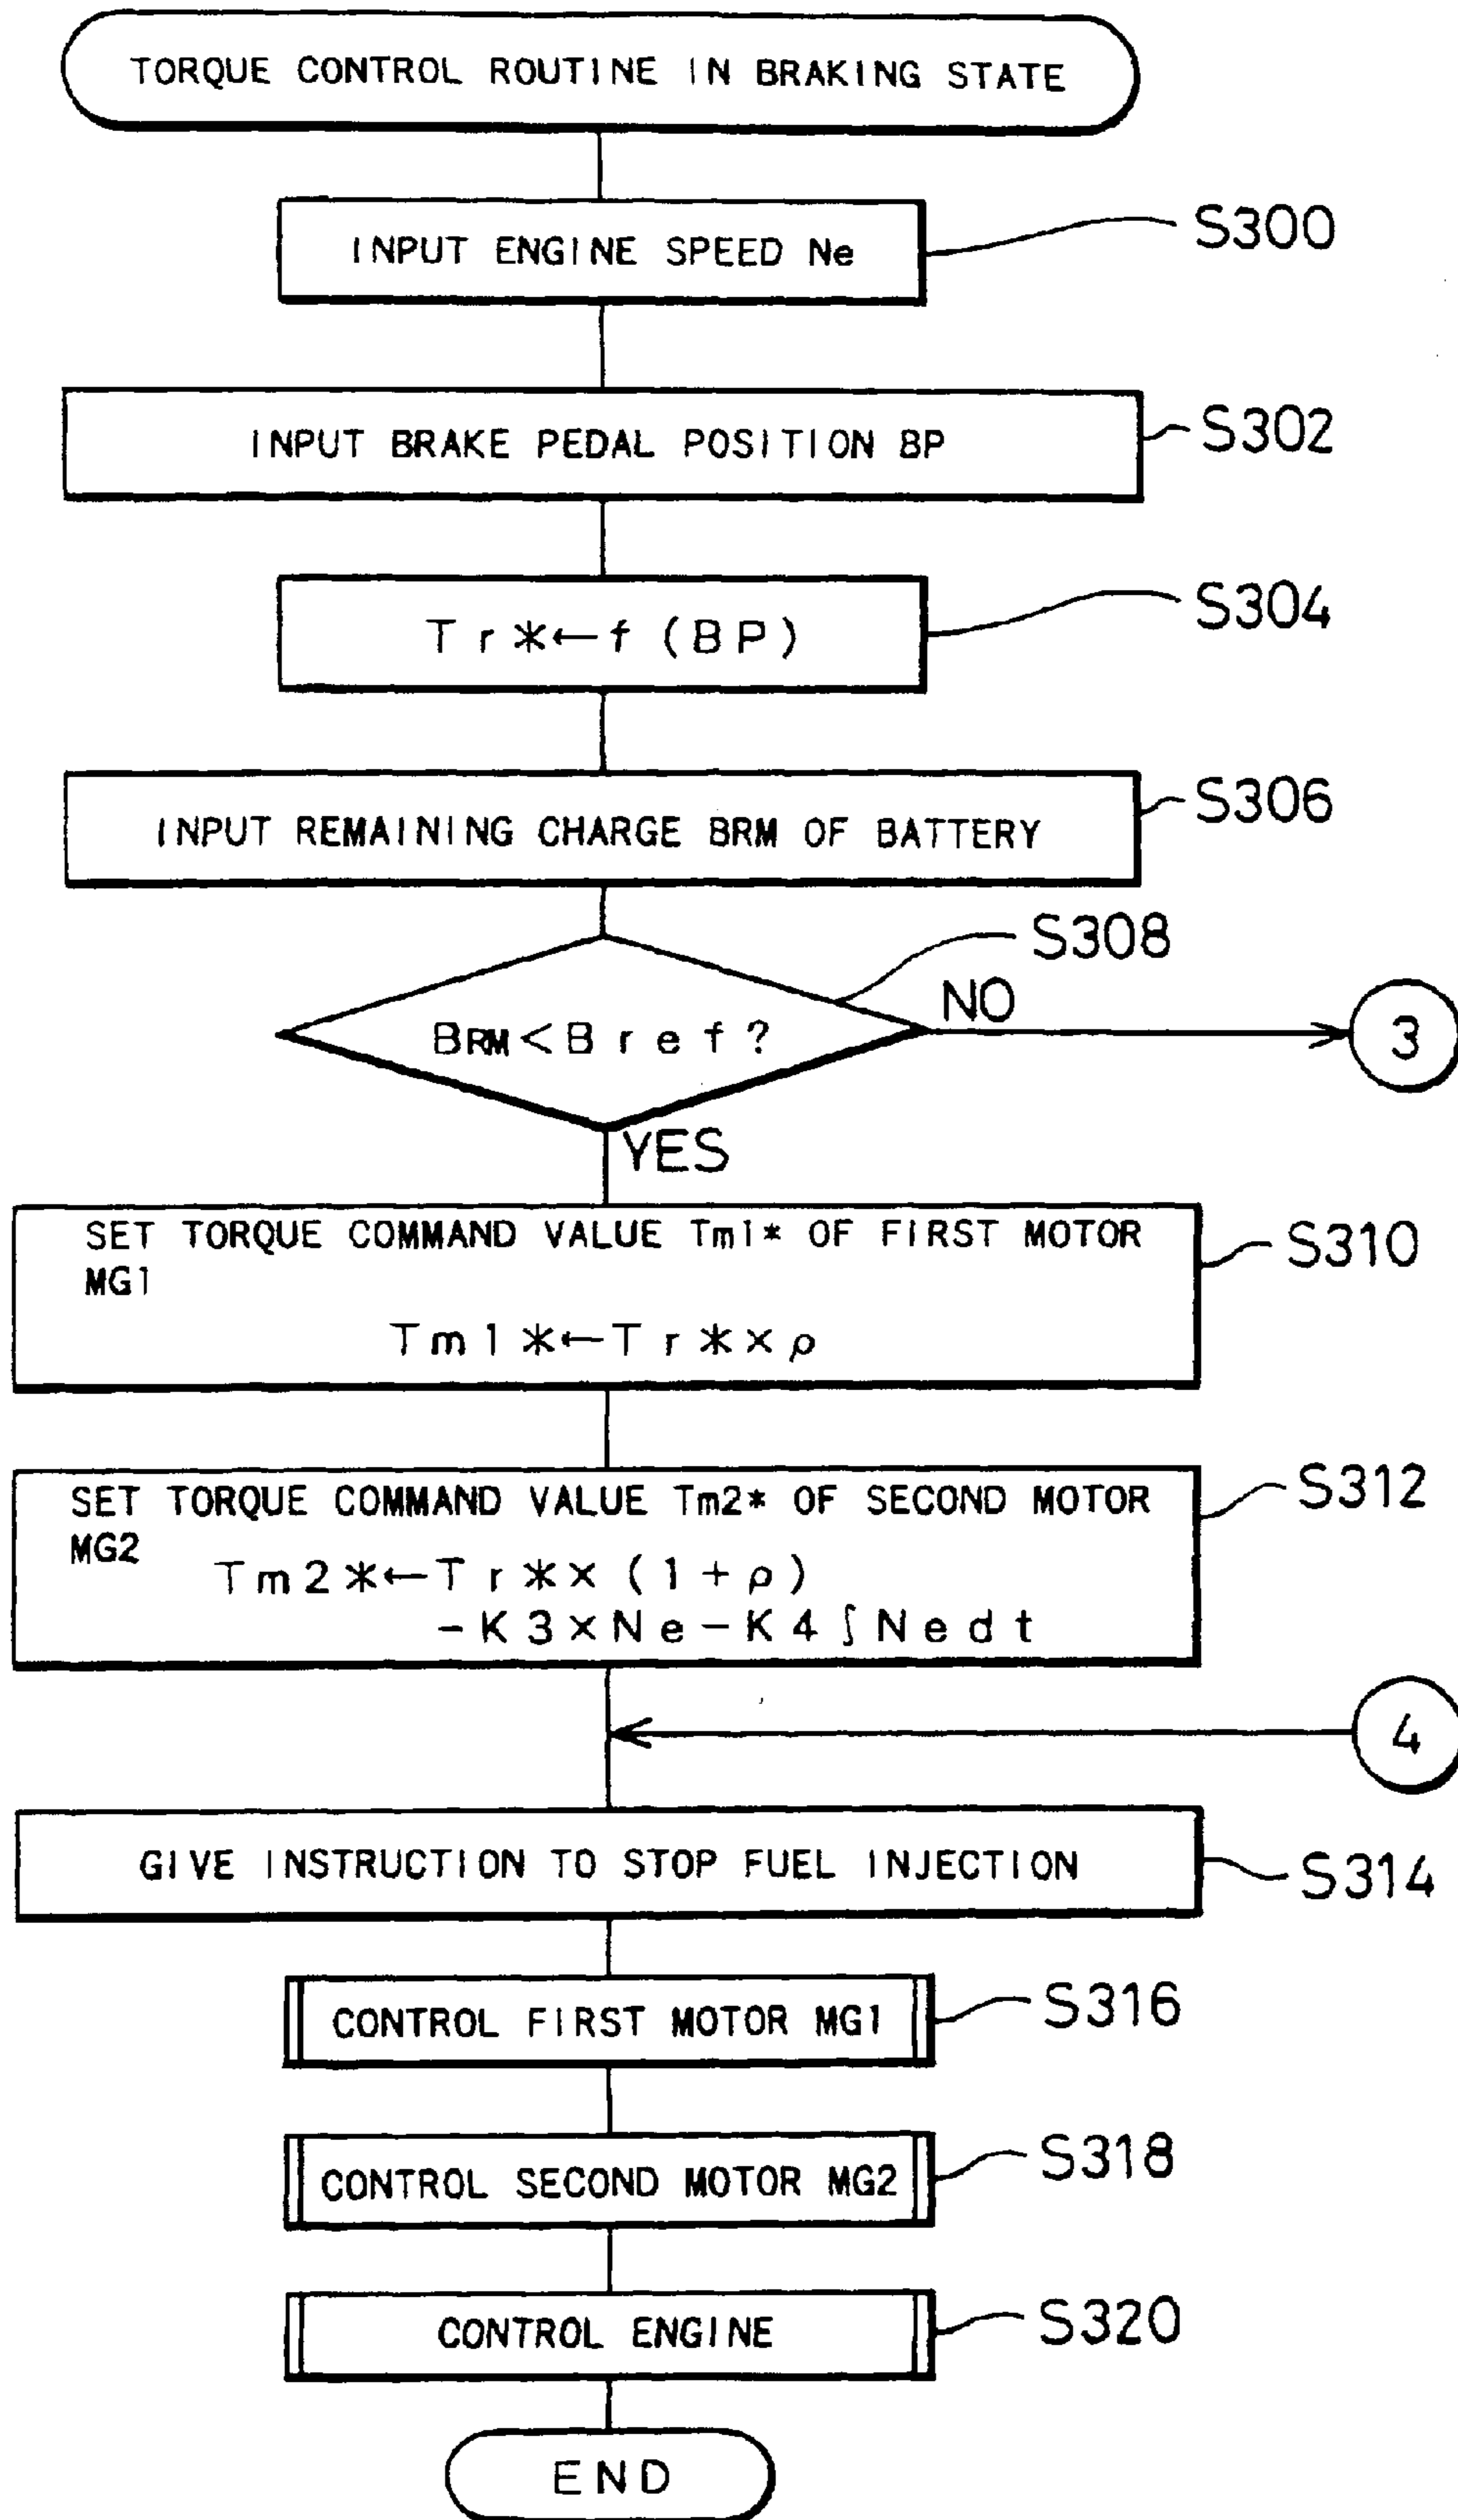 TORQUE CONTROL ROUTINE IN BRAKING STATE
INPUT ENGINE SPEED Ne
S300
INPUT BRAKE PEDAL POSITION BP
S302
Tr*←f(BP)
S304
INPUT REMAINING CHARGE BRM OF BATTERY
S306
S308
BRM<Bref?
NO
3
YES
SET TORQUE COMMAND VALUE Tm1* OF FIRST MOTOR
MG1
Tm1*←Tr*×ρ
S310
SET TORQUE COMMAND VALUE Tm2* OF SECOND MOTOR
MG2
Tm2*←Tr*×(1+ρ)
-K3×Ne-K4∫Nedt
S312
4
GIVE INSTRUCTION TO STOP FUEL INJECTION
S314
CONTROL FIRST MOTOR MG1
S316
CONTROL SECOND MOTOR MG2
S318
CONTROL ENGINE
S320
END